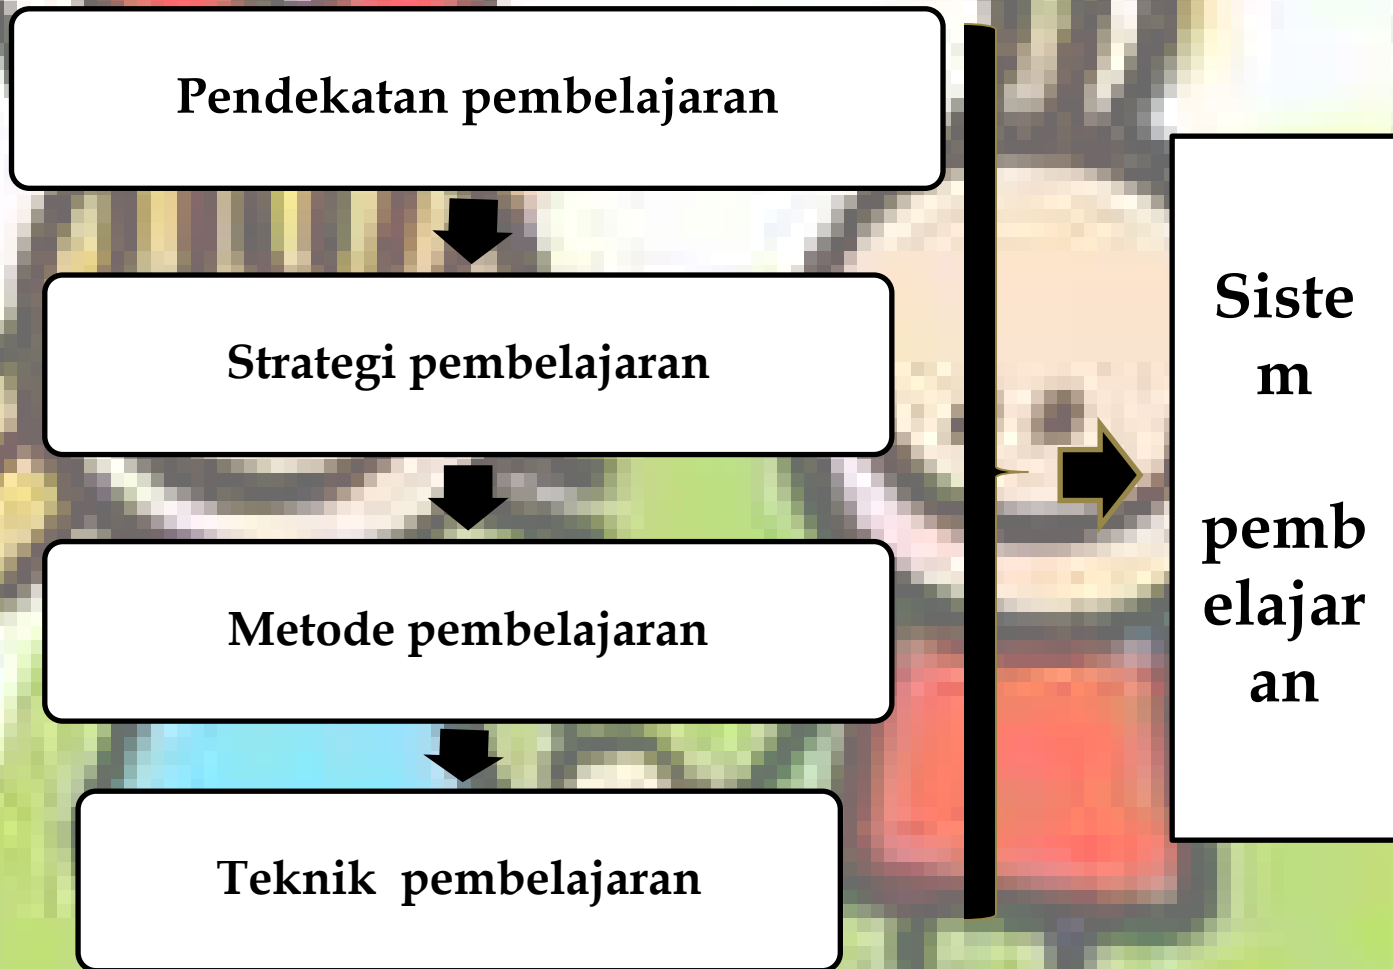 Pendekatan pembelajaran
Strategi pembelajaran
Metode pembelajaran
Teknik pembelajaran
Siste
m
pemb
elajar
an